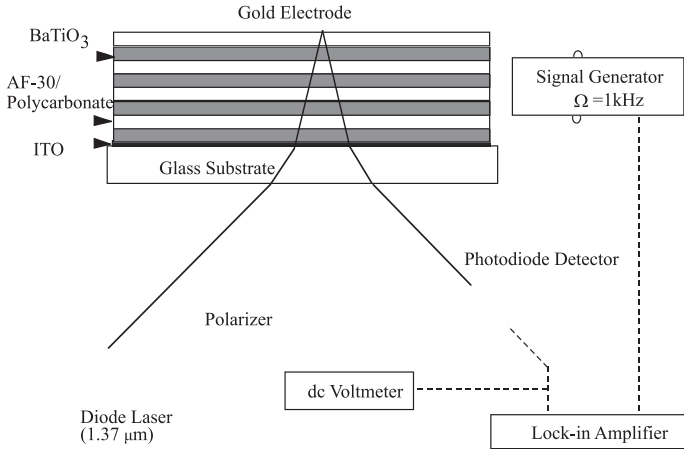 Gold Electrode
BaTiO3
AF-30/
Polycarbonate
ITO
Glass Substrate
Signal Generator
Ω =1kHz
Photodiode Detector
Polarizer
dc Voltmeter
Diode Laser
(1.37 μm)
Lock-in Amplifier